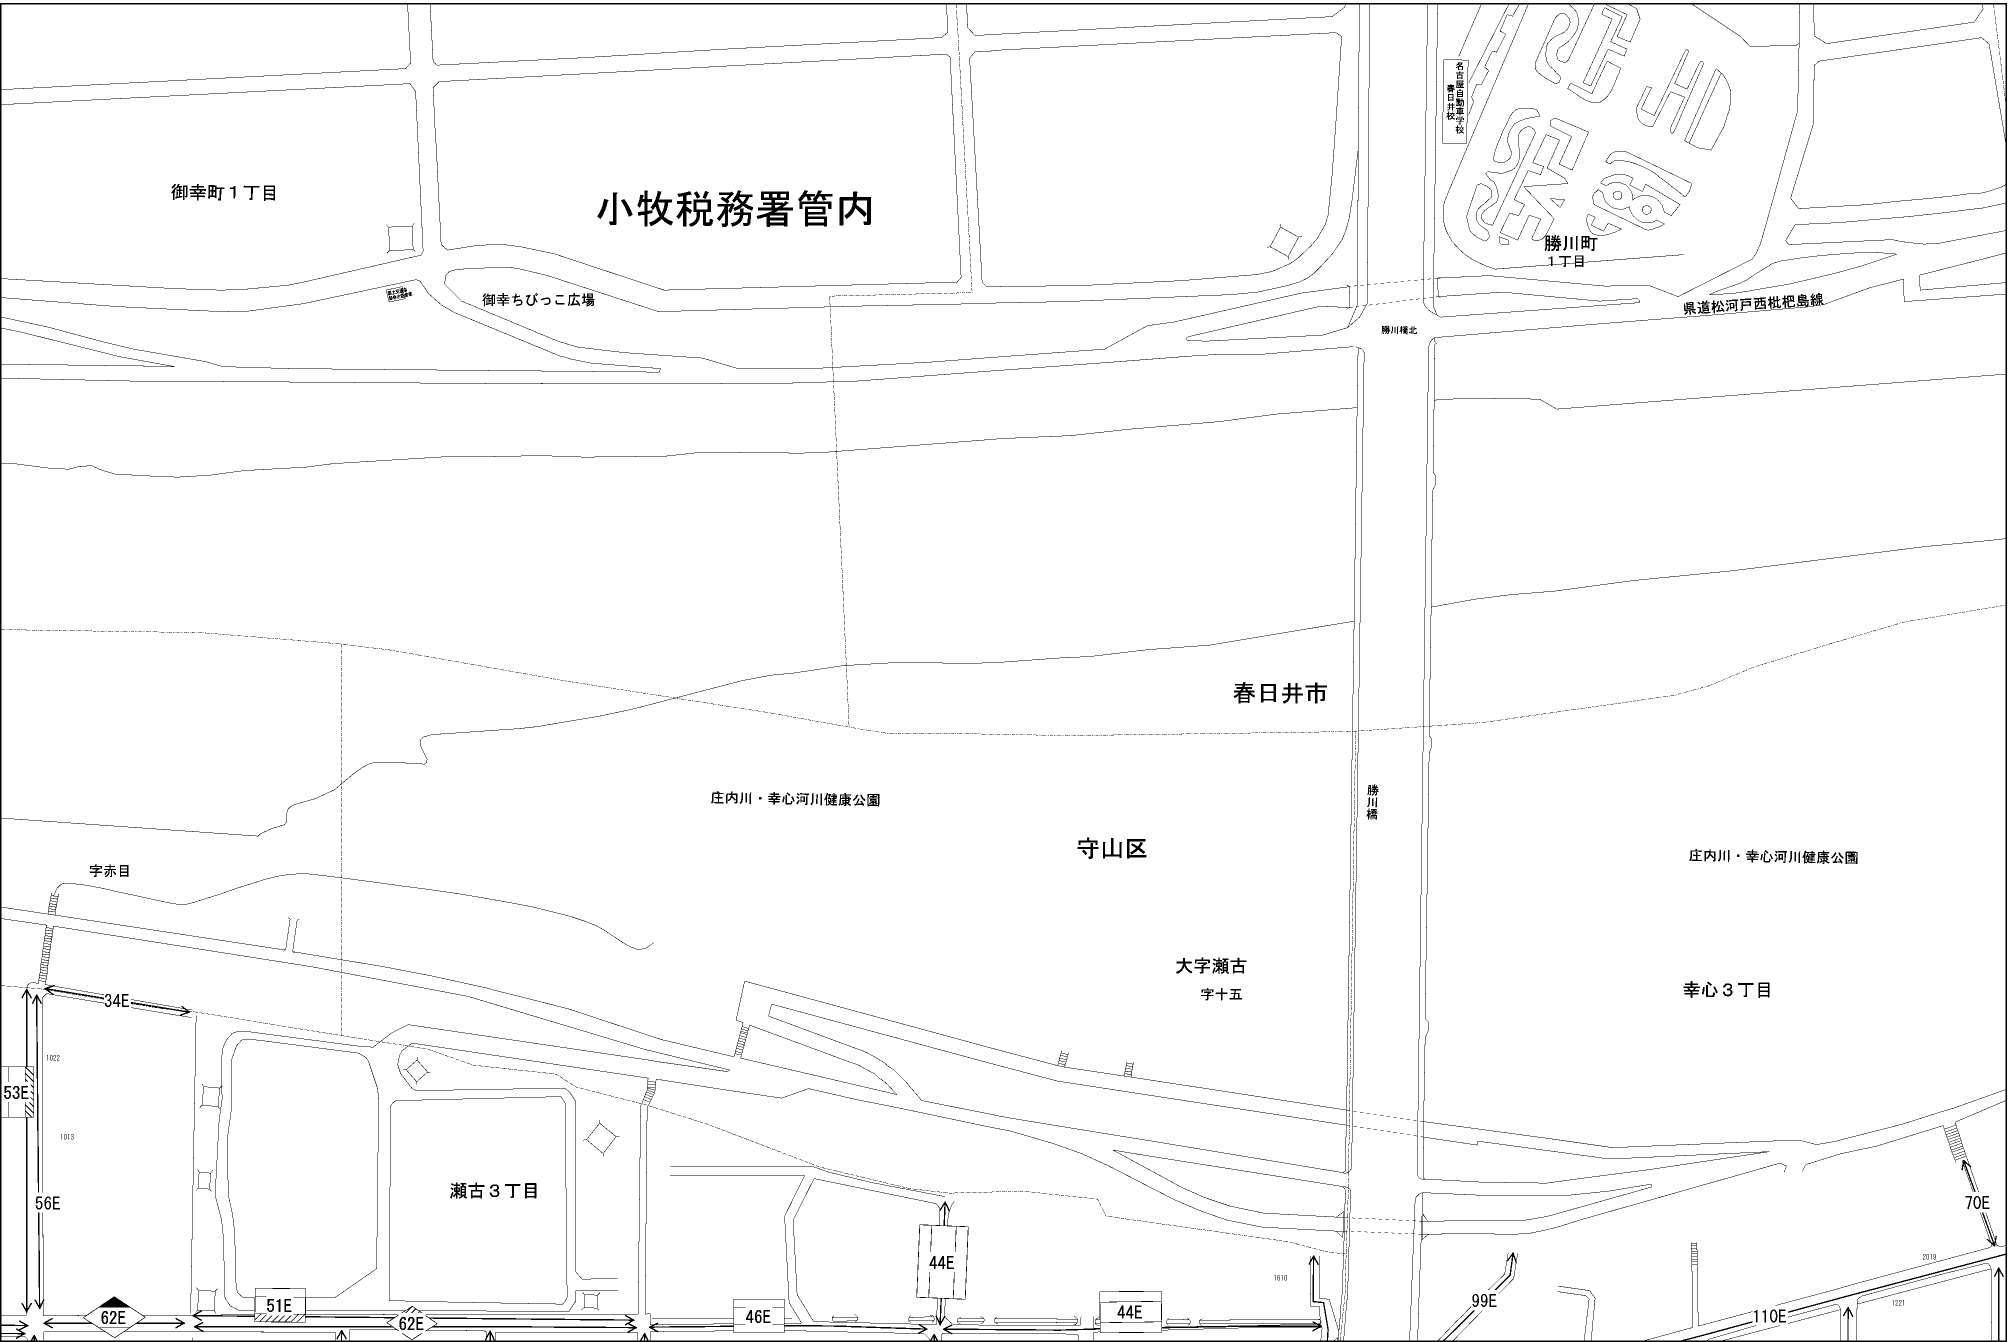 名古屋自動車学校
春日井校
御幸町１丁目
小牧税務署管内
勝川町
１丁目
御幸ちびっこ広場
県道松河戸西枇杷島線
勝川橋北
春日井市
庄内川・幸心河川健康公園
勝川橋
守山区
庄内川・幸心河川健康公園
字赤目
大字瀬古
字十五
幸心３丁目
34E
1022
53E
1013
瀬古３丁目
56E
70E
44E
2019
1610
51E
62E
62E
46E
44E
99E
110E
1221